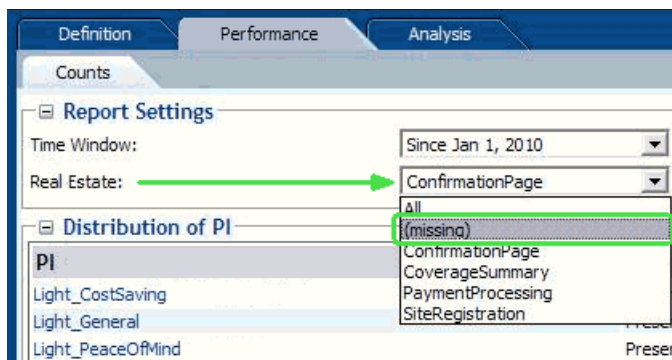 Definition Performance Analysis
Counts
Report Settings
Time Window: Since Jan 1, 2010
Real Estate: ConfirmationPage
All
(missing)
ConfirmationPage
CoverageSummary
PaymentProcessing
SiteRegistration
Distribution of PI
PI
Light_CostSaving
Light_General
Light_PeaceOfMind Prese